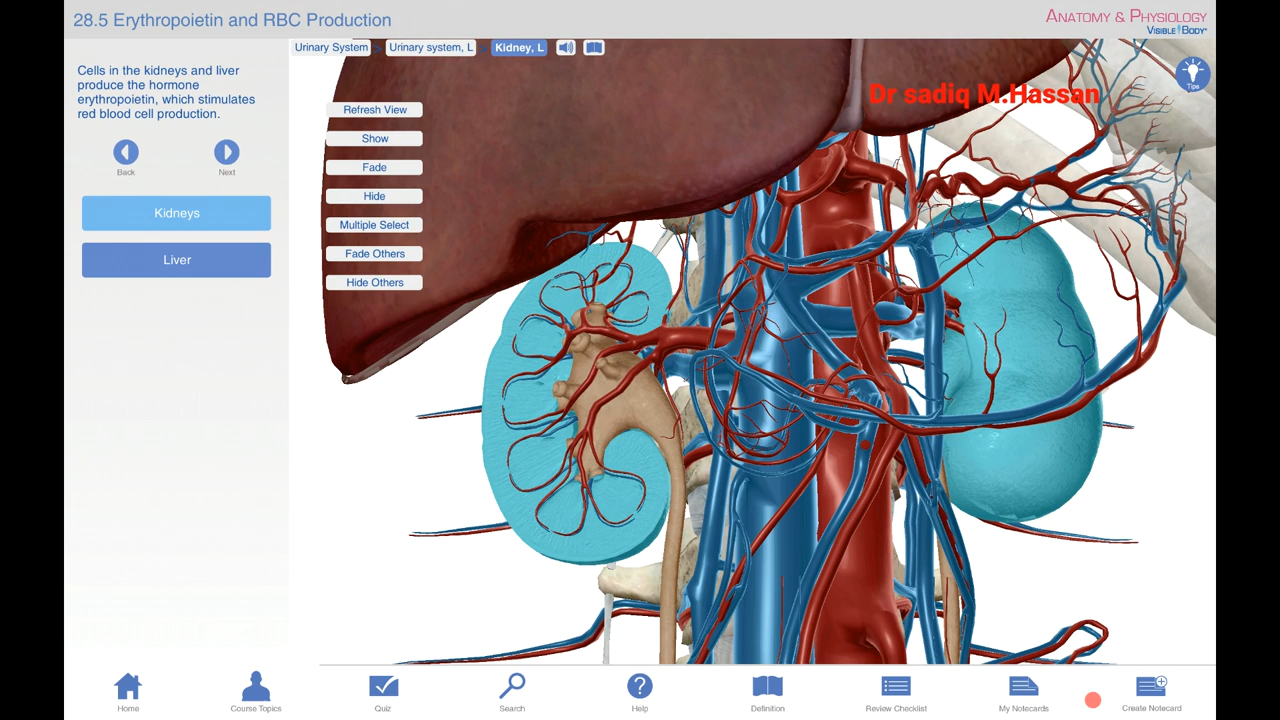 28.5 Erythropoietin and RBC Production
ANATOMY & PHYSIOLOGY
VISIBLE BODY®
Urinary System > Urinary system, L > Kidney, L
Cells in the kidneys and liver
produce the hormone
erythropoietin, which stimulates
red blood cell production.
Back
Next
Kidneys
Liver
Refresh View
Show
Fade
Hide
Multiple Select
Fade Others
Hide Others
Dr sadiq M.Hassan
Tips
Home
Course Topics
Quiz
Search
Help
Definition
Review Checklist
My Notecards
Create Notecard